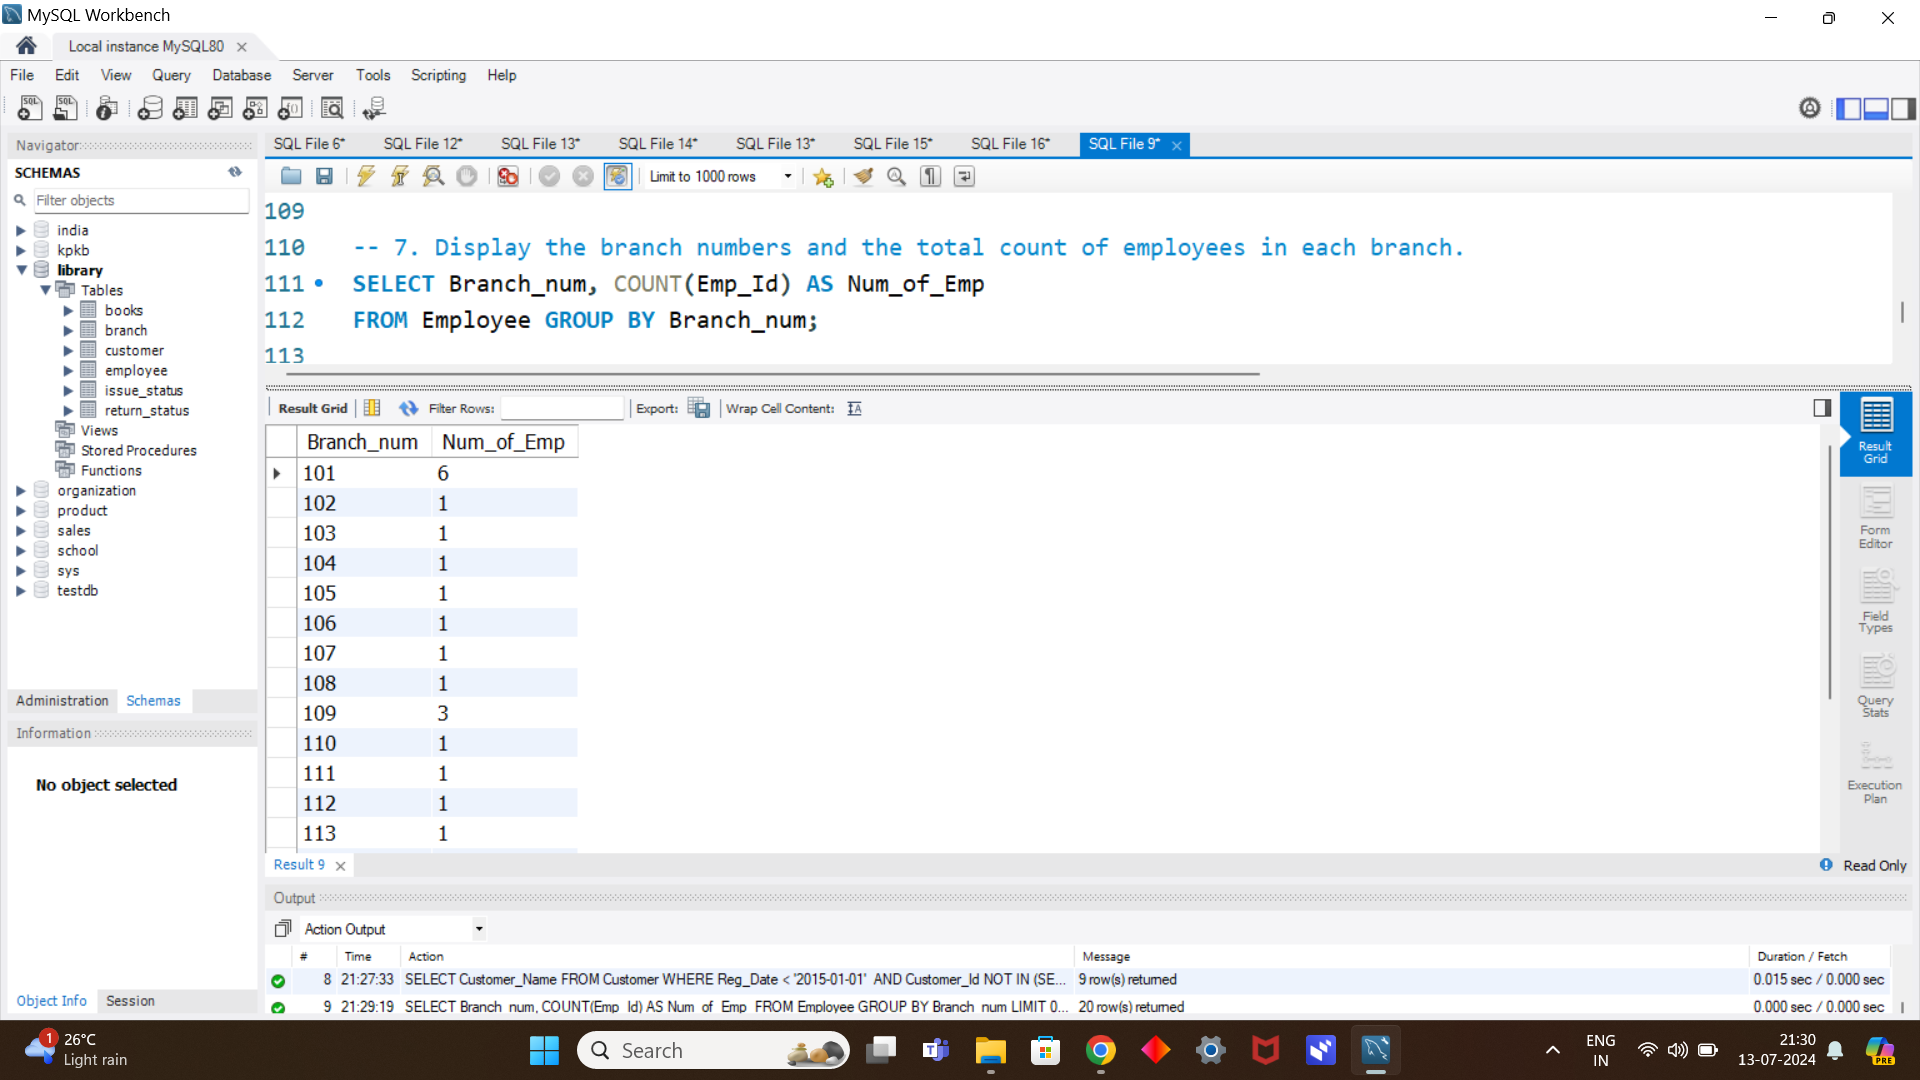 MySQL Workbench
Local instance MySQL80
File Edit View Query Database Server Tools Scripting Help
Navigator
SCHEMAS
Filter objects
india
kpkb
library
Tables
books
branch
customer
employee
issue_status
return_status
Views
Stored Procedures
Functions
organization
product
sales
school
sys
testdb
Administration Schemas
Information
No object selected
Object Info Session
SQL File 6* SQL File 12* SQL File 13* SQL File 14* SQL File 13* SQL File 15* SQL File 16* SQL File 9*
Limit to 1000 rows
109
110 -- 7. Display the branch numbers and the total count of employees in each branch.
111 SELECT Branch_num, COUNT(Emp_Id) AS Num_of_Emp
112 FROM Employee GROUP BY Branch_num;
113
Result Grid Filter Rows: Export: Wrap Cell Content:
Branch_num Num_of_Emp
101 6
102 1
103 1
104 1
105 1
106 1
107 1
108 1
109 3
110 1
111 1
112 1
113 1
Result Grid
Form Editor
Field Types
Query Stats
Execution Plan
Result 9
Read Only
Output
Action Output
# Time Action Message Duration / Fetch
8 21:27:33 SELECT Customer_Name FROM Customer WHERE Reg_Date < '2015-01-01' AND Customer_Id NOT IN (SE... 9 row(s) returned 0.015 sec / 0.000 sec
9 21:29:19 SELECT Branch_num, COUNT(Emp_Id) AS Num_of_Emp FROM Employee GROUP BY Branch_num LIMIT 0... 20 row(s) returned 0.000 sec / 0.000 sec
1
26°C
Light rain
Search
ENG
IN
21:30
13-07-2024
PRE